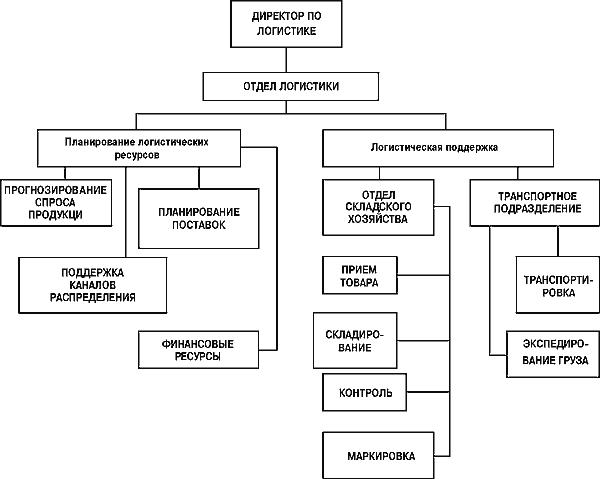 ДИРЕКТОР ПО
ЛОГИСТИКЕ
ОТДЕЛ ЛОГИСТИКИ
Планирование логистических
ресурсов
Логистическая поддержка
ПРОГНОЗИРОВАНИЕ
СПРОСА
ПРОДУКЦИ
ПЛАНИРОВАНИЕ
ПОСТАВОК
ПОДДЕРЖКА
КАНАЛОВ
РАСПРЕДЕЛЕНИЯ
ФИНАНСОВЫЕ
РЕСУРСЫ
ОТДЕЛ
СКЛАДСКОГО
ХОЗЯЙСТВА
ПРИЕМ
ТОВАРА
СКЛАДИРО-
ВАНИЕ
КОНТРОЛЬ
МАРКИРОВКА
ТРАНСПОРТНОЕ
ПОДРАЗДЕЛЕНИЕ
ТРАНСПОРТИ-
РОВКА
ЭКСПЕДИРО-
ВАНИЕ ГРУЗА